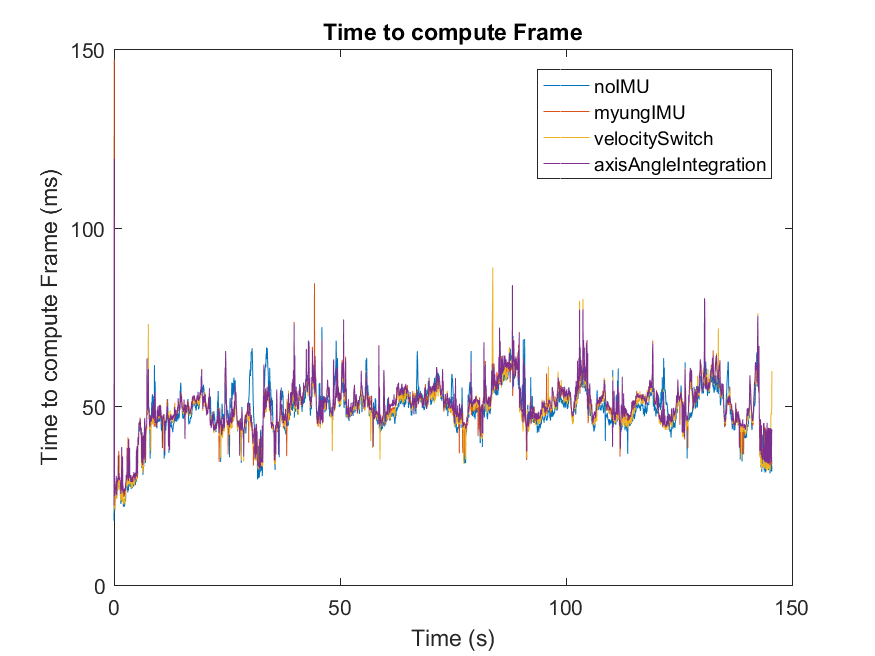 Time to compute Frame
150
noIMU
myungIMU
velocitySwitch
axisAngleIntegration
100
Time to compute Frame (ms)
50
0
0 50 100 150
Time (s)